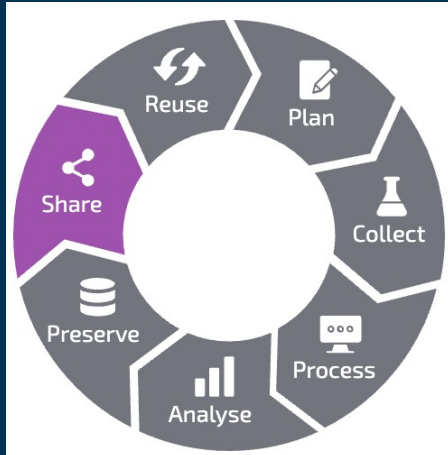 Plan
Collect
Process
Analyse
Preserve
Share
Reuse